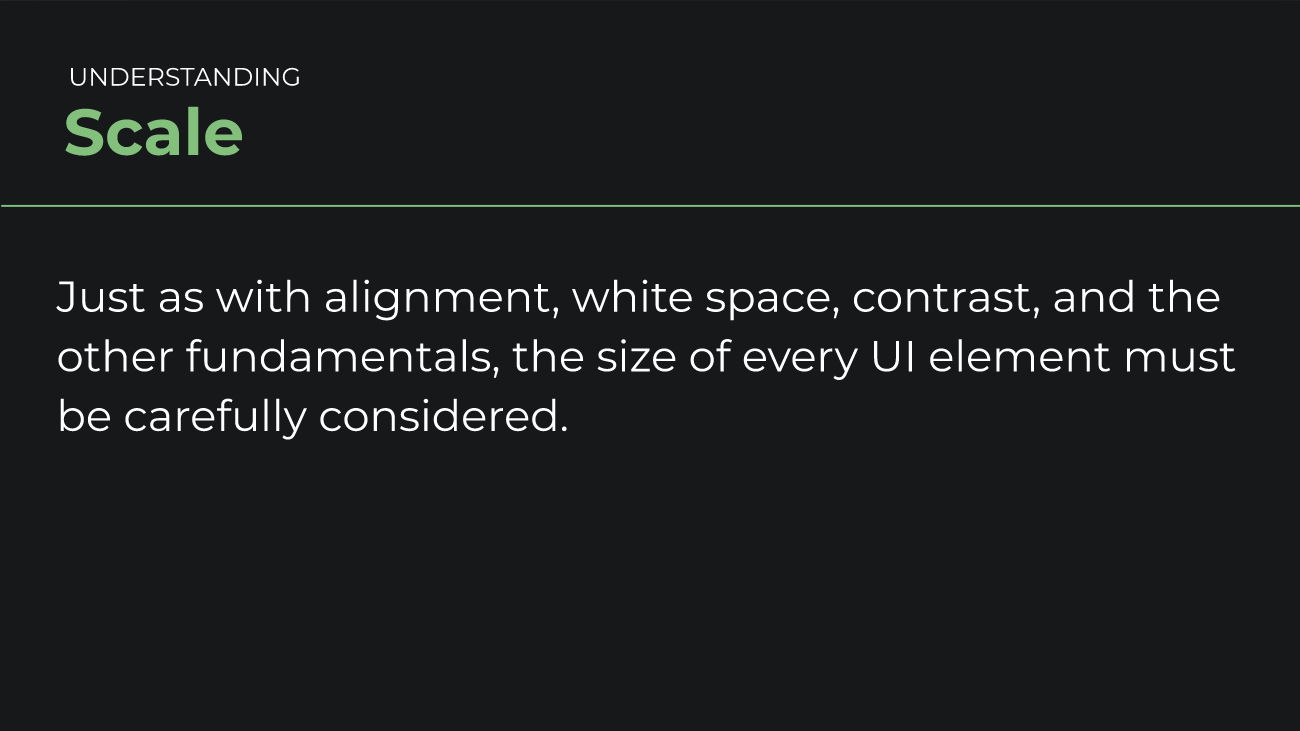 UNDERSTANDING
Scale
Just as with alignment, white space, contrast, and the
other fundamentals, the size of every UI element must
be carefully considered.